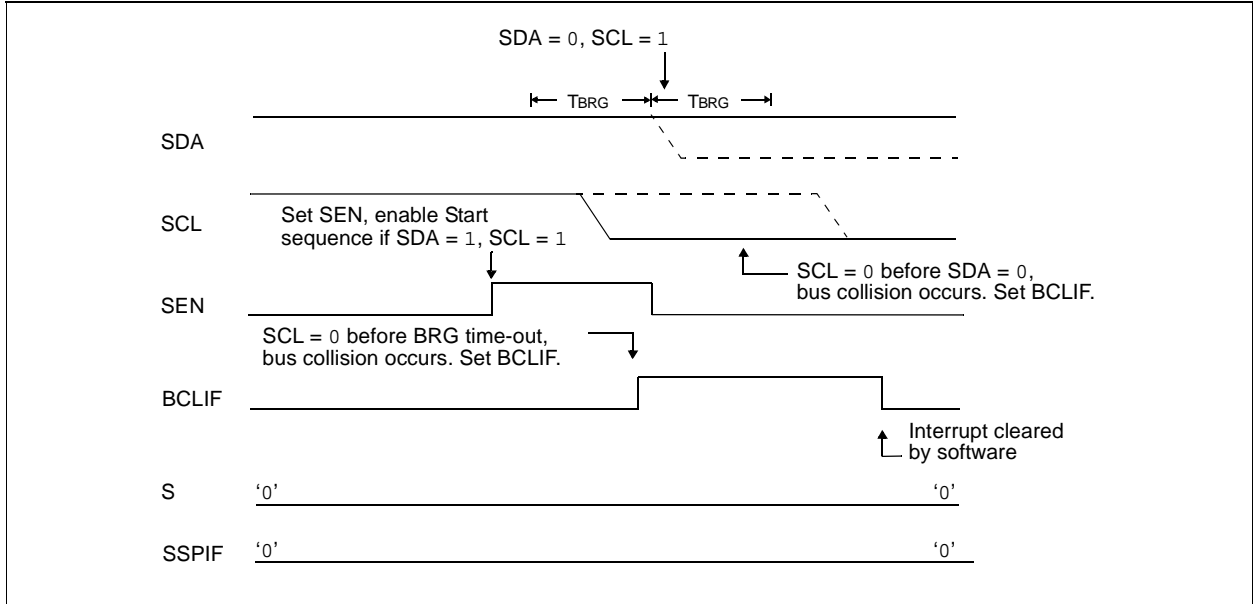 SDA = 0, SCL = 1
TBRG TBRG
SDA
SCL
Set SEN, enable Start
sequence if SDA = 1, SCL = 1
SCL = 0 before SDA = 0,
bus collision occurs. Set BCLIF.
SEN
SCL = 0 before BRG time-out,
bus collision occurs. Set BCLIF.
BCLIF
Interrupt cleared
by software
S ‘0’ ‘0’
SSPIF ‘0’ ‘0’